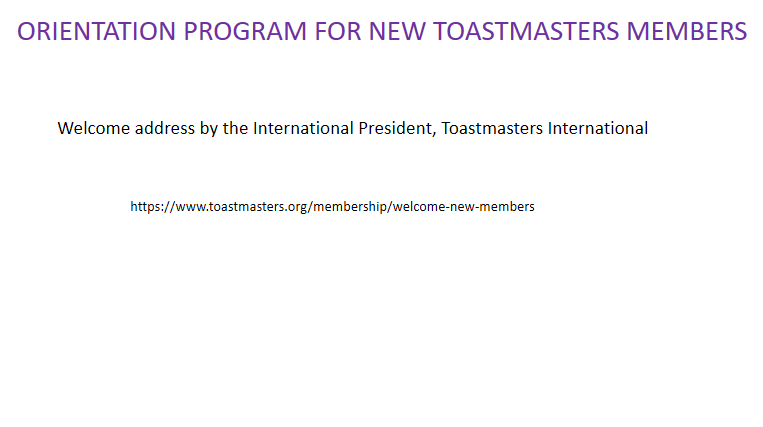 ORIENTATION PROGRAM FOR NEW TOASTMASTERS MEMBERS
Welcome address by the International President, Toastmasters International
https://www.toastmasters.org/membership/welcome-new-members